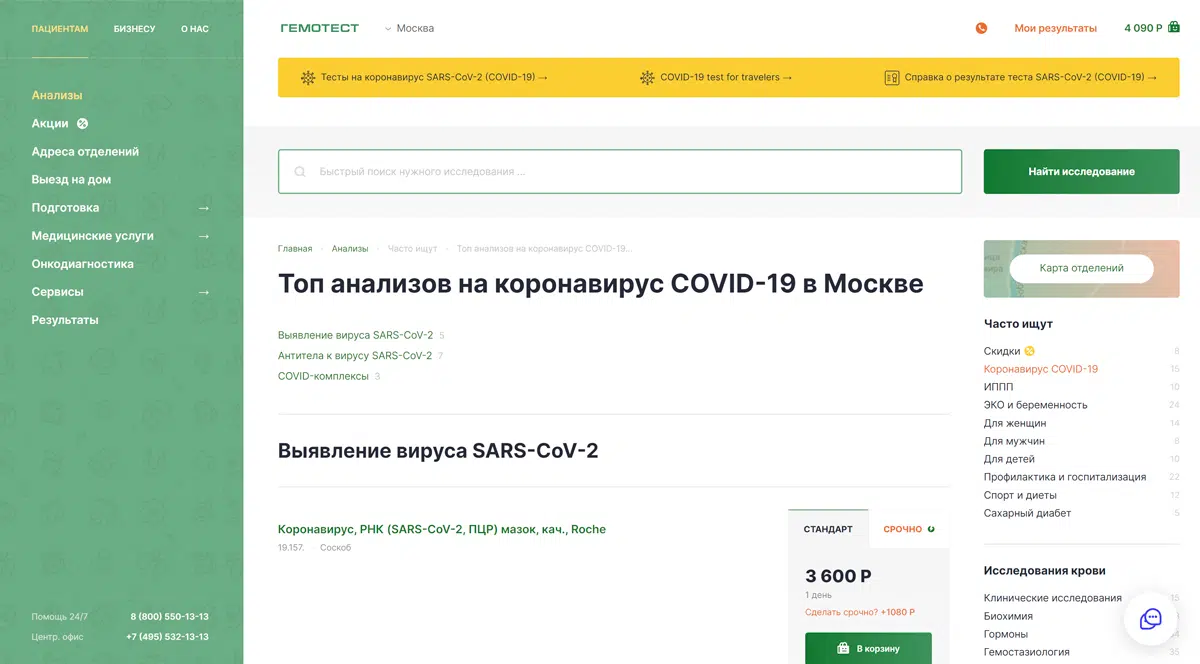 ПАЦИЕНТАМ БИЗНЕСУ О НАС
Анализы
Акции
Адреса отделений
Выезд на дом
Подготовка →
Медицинские услуги →
Онкодиагностика
Сервисы →
Результаты
Помощь 24/7 8 (800) 550-13-13
Центр. офис +7 (495) 532-13-13
ГЕМОТЕСТ Москва Мои результаты 4 090 Р
Тесты на коронавирус SARS-CoV-2 (COVID-19) → COVID-19 test for travelers → Справка о результате теста SARS-CoV-2 (COVID-19) →
Быстрый поиск нужного исследования ... Найти исследование
Главная · Анализы · Часто ищут · Топ анализов на коронавирус COVID-19...
Топ анализов на коронавирус COVID-19 в Москве
Выявление вируса SARS-CoV-2 5
Антитела к вирусу SARS-CoV-2 7
COVID-комплексы 3
Выявление вируса SARS-CoV-2
Коронавирус, РНК (SARS-CoV-2, ПЦР) мазок, кач., Roche
19.157. Соскоб
СТАНДАРТ СРОЧНО
3 600 Р
1 день
Сделать срочно? +1080 Р
В корзину
Карта отделений
Часто ищут
Скидки 8
Коронавирус COVID-19 15
ИППП 10
ЭКО и беременность 24
Для женщин 14
Для мужчин 8
Для детей 10
Профилактика и госпитализация 22
Спорт и диеты 12
Сахарный диабет 5
Исследования крови
Клинические исследования 15
Биохимия
Гормоны
Гемостазиология 35